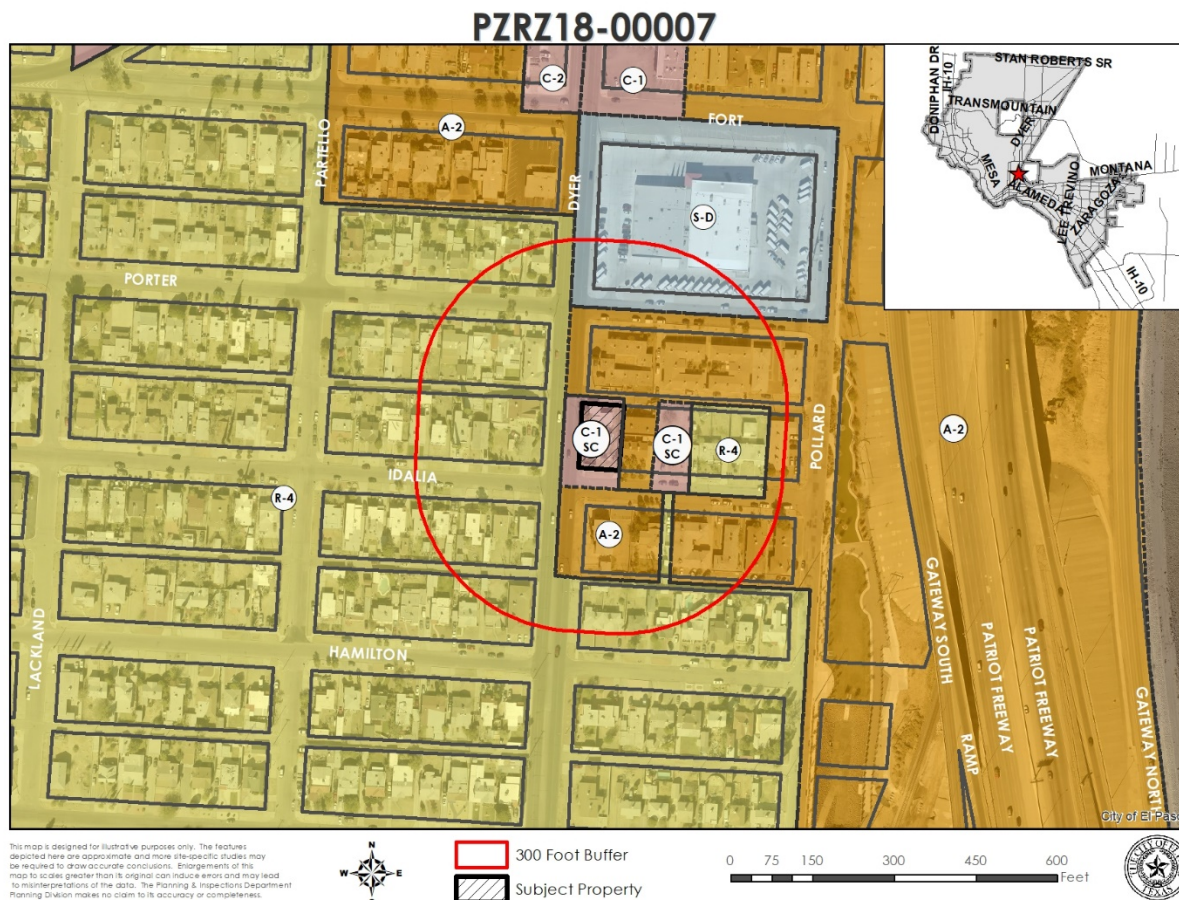 PZRZ18-00007
C-2
C-1
FORT
A-2
PARTELLO
DYER
S-D
PORTER
C-1
SC
C-1
SC
R-4
POLLARD
A-2
IDALIA
R-4
A-2
LACKLAND
HAMILTON
GATEWAY SOUTH
PATRIOT FREEWAY
PATRIOT FREEWAY
GATEWAY NORTH
RAMP
City of El Paso
DONIPHAN DR
IH-10
STAN ROBERTS SR
TRANSMOUNTAIN
DYER
MESA
MONTANA
ALAMEDA
LEE TREVINO
ZARAGOZA
IH-10
This map is designed for illustrative purposes only. The features
depicted here are approximate and more site-specific studies may
be required to draw accurate conclusions. Enlargements of this
map to scales greater than its original can induce errors and may lead
to misinterpretations of the data. The Planning & Inspections Department
Planning Division makes no claim to its accuracy or completeness.
N
W E
S
300 Foot Buffer
Subject Property
0 75 150 300 450 600
Feet